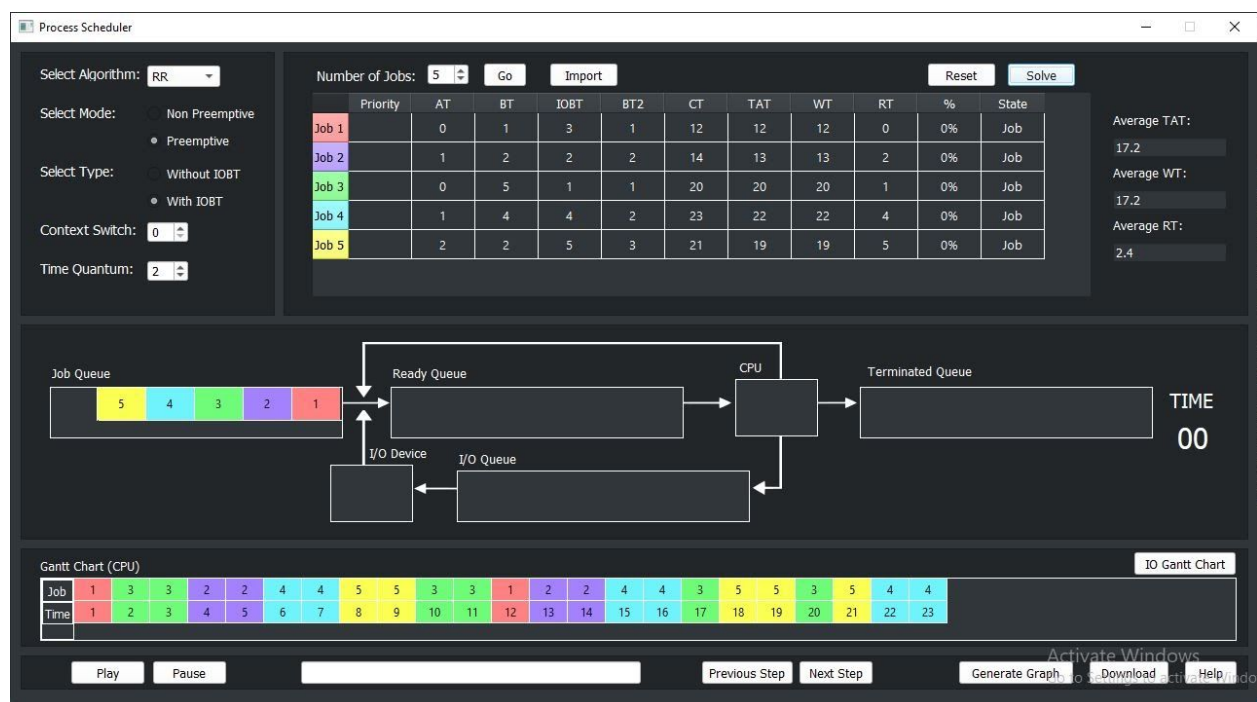 Process Scheduler
Select Algorithm: RR
Select Mode: Non Preemptive
Preemptive
Select Type: Without IOBT
With IOBT
Context Switch: 0
Time Quantum: 2
Number of Jobs: 5 Go Import Reset Solve
Priority AT BT IOBT BT2 CT TAT WT RT % State
Job 1 0 1 3 1 12 12 12 0 0% Job
Job 2 1 2 2 2 14 13 13 2 0% Job
Job 3 0 5 1 1 20 20 20 1 0% Job
Job 4 1 4 4 2 23 22 22 4 0% Job
Job 5 2 2 5 3 21 19 19 5 0% Job
Average TAT:
17.2
Average WT:
17.2
Average RT:
2.4
Job Queue Ready Queue CPU Terminated Queue
5 4 3 2 1
TIME
00
I/O Device I/O Queue
Gantt Chart (CPU) IO Gantt Chart
Job 1 3 3 2 2 4 4 5 5 3 3 1 2 2 4 4 3 5 5 3 5 4 4
Time 1 2 3 4 5 6 7 8 9 10 11 12 13 14 15 16 17 18 19 20 21 22 23
Activate Windows
Go to Settings to activate Windo
Play Pause Previous Step Next Step Generate Graph Download Help